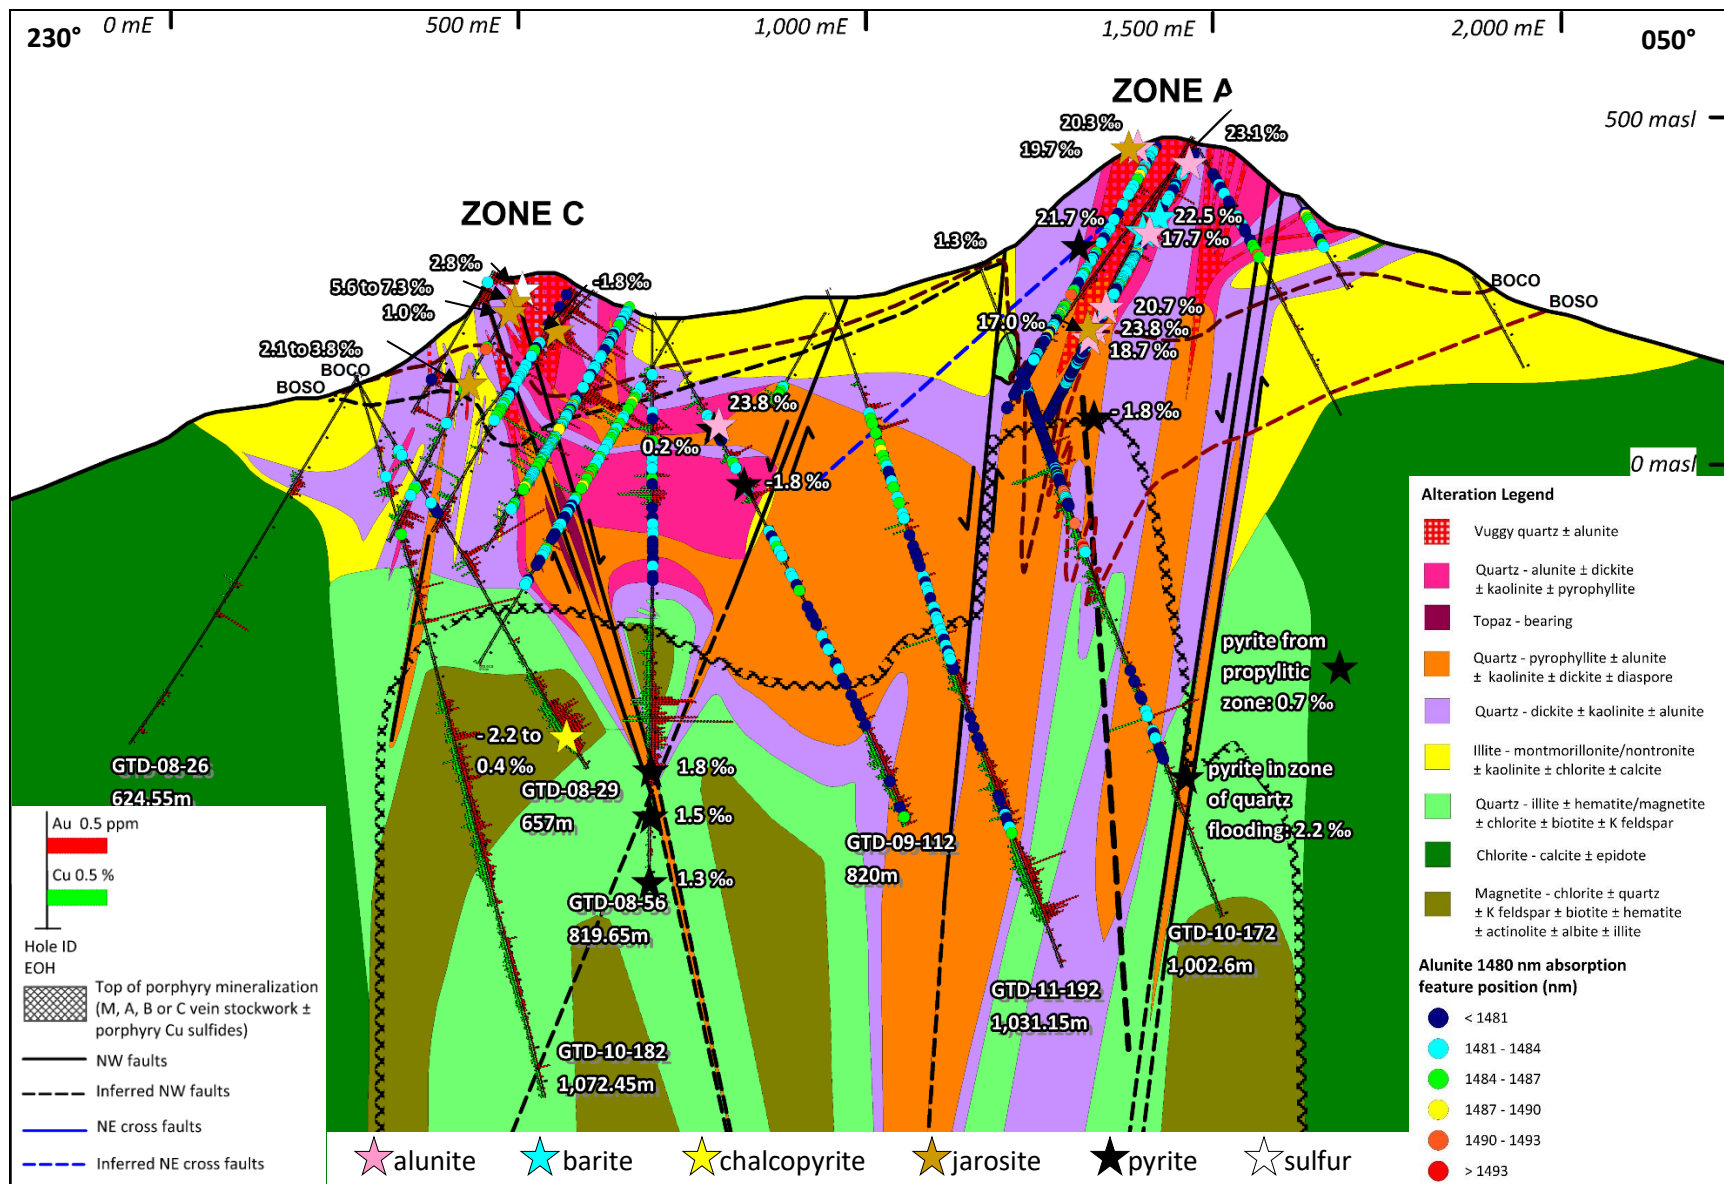 230°
0 mE
500 mE
1,000 mE
1,500 mE
2,000 mE
050°
ZONE A
500 masl
20.3 ‰
19.7 ‰
23.1 ‰
ZONE C
21.7 ‰
22.5 ‰
17.7 ‰
1.3 ‰
2.8 ‰
5.6 to 7.3 ‰
1.0 ‰
-1.8 ‰
BOCO
BOSO
20.7 ‰
17.0 ‰
23.8 ‰
18.7 ‰
2.1 to 3.8 ‰
BOCO
BOSO
23.8 ‰
- 1.8 ‰
0.2 ‰
-1.8 ‰
0 masl
pyrite from
propylitic
zone: 0.7 ‰
- 2.2 to
0.4 ‰
GTD-08-26
624.55m
GTD-08-29
657m
1.8 ‰
1.5 ‰
1.3 ‰
pyrite in zone
of quartz
flooding: 2.2 ‰
GTD-09-112
820m
GTD-08-56
819.65m
GTD-10-172
1,002.6m
GTD-11-192
1,031.15m
GTD-10-182
1,072.45m
Au 0.5 ppm
Cu 0.5 %
Hole ID
EOH
Top of porphyry mineralization
(M, A, B or C vein stockwork ±
porphyry Cu sulfides)
NW faults
Inferred NW faults
NE cross faults
Inferred NE cross faults
alunite
barite
chalcopyrite
jarosite
pyrite
sulfur
Alteration Legend
Vuggy quartz ± alunite
Quartz - alunite ± dickite
± kaolinite ± pyrophyllite
Topaz - bearing
Quartz - pyrophyllite ± alunite
± kaolinite ± dickite ± diaspore
Quartz - dickite ± kaolinite ± alunite
Illite - montmorillonite/nontronite
± kaolinite ± chlorite ± calcite
Quartz - illite ± hematite/magnetite
± chlorite ± biotite ± K feldspar
Chlorite - calcite ± epidote
Magnetite - chlorite ± quartz
± K feldspar ± biotite ± hematite
± actinolite ± albite ± illite
Alunite 1480 nm absorption
feature position (nm)
< 1481
1481 - 1484
1484 - 1487
1487 - 1490
1490 - 1493
> 1493